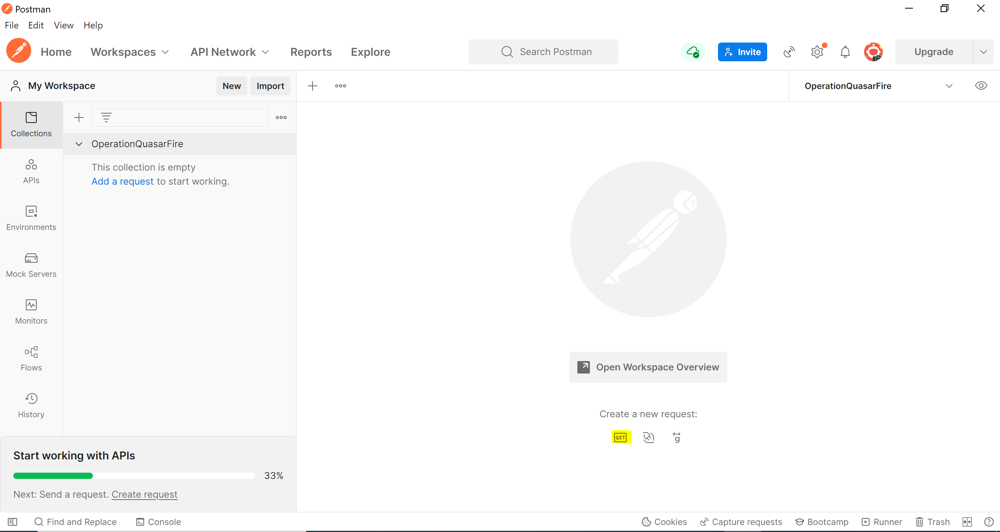 Postman
File Edit View Help
Home Workspaces API Network Reports Explore Search Postman Invite Upgrade
My Workspace New Import OperationQuasarFire
Collections
OperationQuasarFire
This collection is empty
Add a request to start working.
APIs
Environments
Mock Servers
Monitors
Flows
History
Open Workspace Overview
Create a new request:
GET g
Start working with APIs
33%
Next: Send a request. Create request
Find and Replace Console Cookies Capture requests Bootcamp Runner Trash